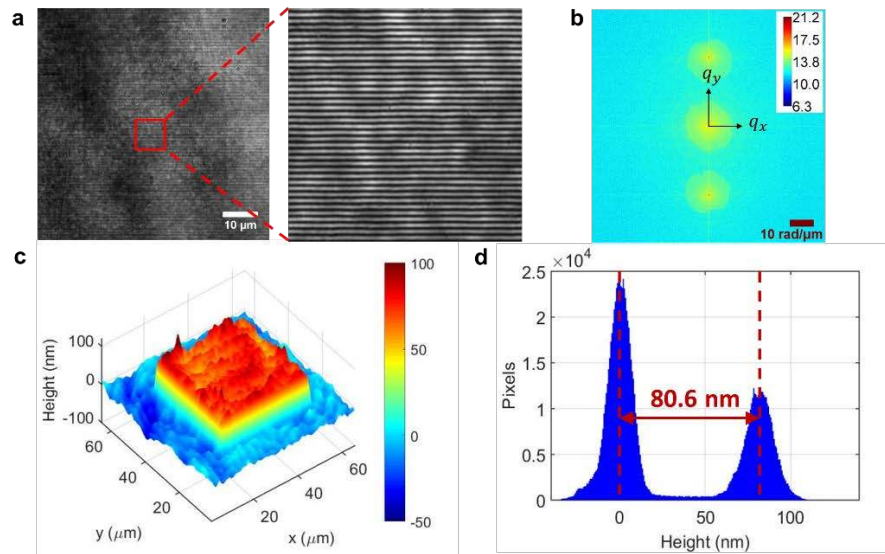 a
10 µm
b
21.2
17.5
13.8
10.0
6.3
q_y
q_x
10 rad/µm
c
100
50
0
-50
Height (nm)
100
0
-100
60
40
20
y (µm)
20
40
60
x (µm)
d
×10⁴
2.5
2
1.5
1
0.5
0
Pixels
80.6 nm
0
50
100
Height (nm)